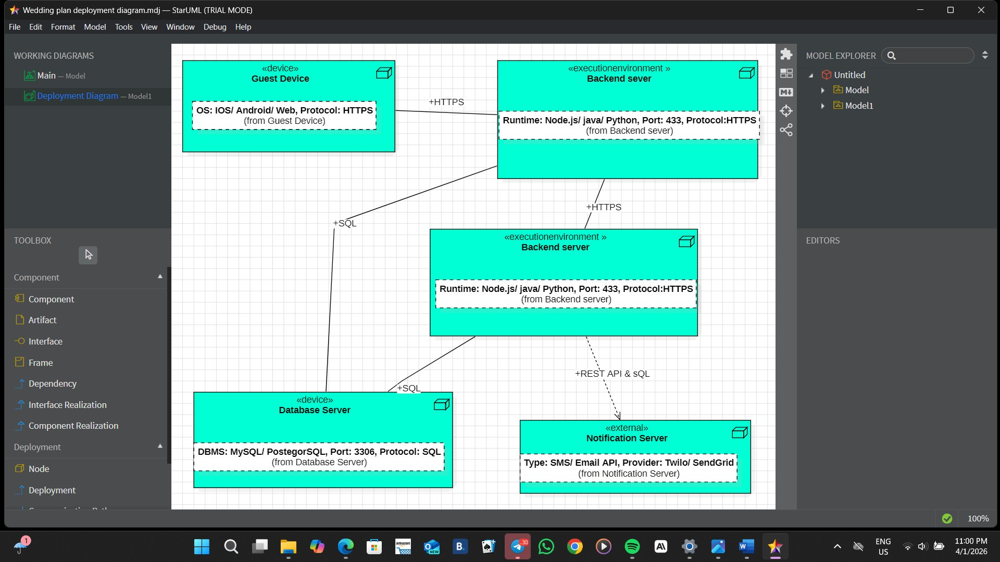 Wedding plan deployment diagram.mdj — StarUML (TRIAL MODE)
File Edit Format Model Tools View Window Debug Help
WORKING DIAGRAMS
Main — Model
Deployment Diagram — Model1
TOOLBOX
Component
Component
Artifact
Interface
Frame
Dependency
Interface Realization
Component Realization
Deployment
Node
Deployment
«device»
Guest Device
OS: IOS/ Android/ Web, Protocol: HTTPS
(from Guest Device)
+HTTPS
«executionenvironment »
Backend sever
Runtime: Node.js/ java/ Python, Port: 433, Protocol:HTTPS
(from Backend sever)
+SQL
+HTTPS
«executionenvironment »
Backend server
Runtime: Node.js/ java/ Python, Port: 433, Protocol:HTTPS
(from Backend server)
+SQL
+REST API & sQL
«device»
Database Server
DBMS: MySQL/ PostegorSQL, Port: 3306, Protocol: SQL
(from Database Server)
«external»
Notification Server
Type: SMS/ Email API, Provider: Twilo/ SendGrid
(from Notification Server)
M
MODEL EXPLORER
Untitled
Model
Model1
EDITORS
100%
1
amazon
O
NEW
B.
..30
AI
W
ENG
US
11:00 PM
4/1/2026